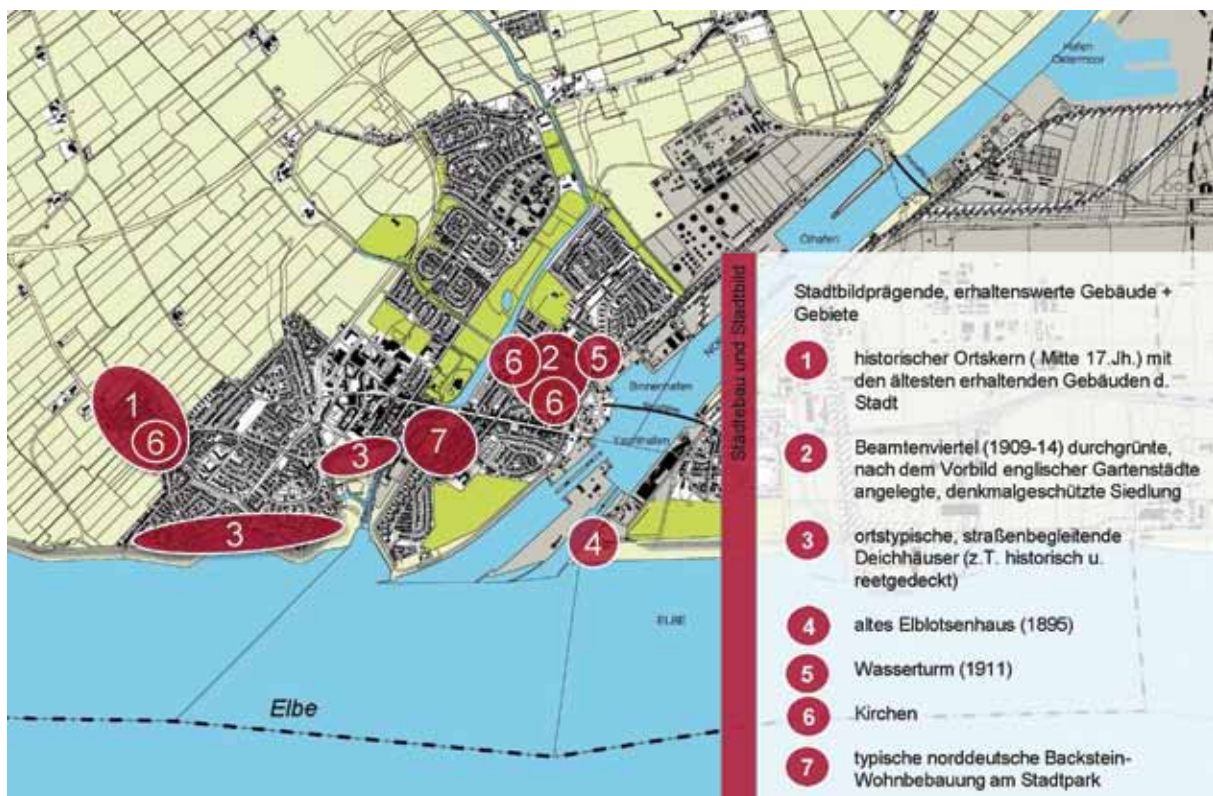 Hafen
Ostermoor
Ölhafen
Binnenhafen
Yachthafen
ELBE
Elbe
1
6
3
3
7
6
2
5
6
4
Städtebau und Stadtbild
Stadtbildprägende, erhaltenswerte Gebäude +
Gebiete
1 historischer Ortskern ( Mitte 17.Jh.) mit
den ältesten erhaltenden Gebäuden d.
Stadt
2 Beamtenviertel (1909-14) durchgrünte,
nach dem Vorbild englischer Gartenstädte
angelegte, denkmalgeschützte Siedlung
3 ortstypische, straßenbegleitende
Deichhäuser (z.T. historisch u.
reetgedeckt)
4 altes Elblotsenhaus (1895)
5 Wasserturm (1911)
6 Kirchen
7 typische norddeutsche Backstein-
Wohnbebauung am Stadtpark